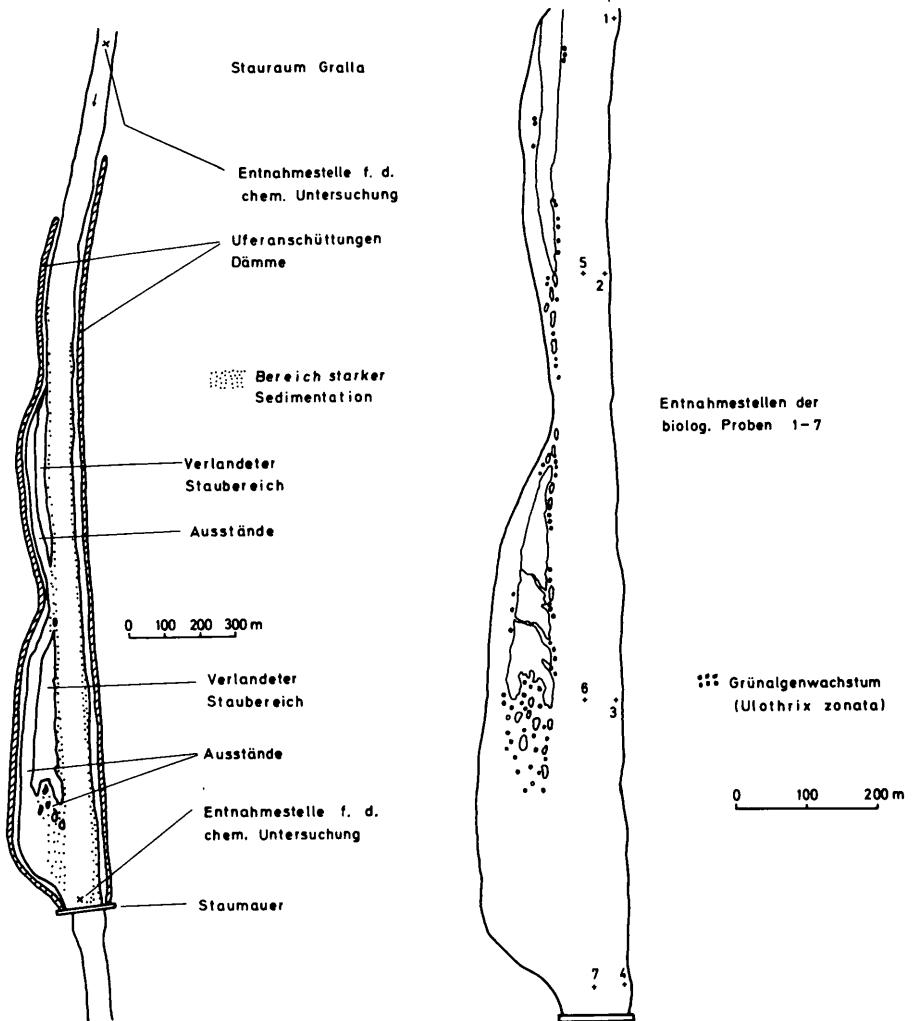 Stauraum Gralla
Entnahmestelle f. d.
chem. Untersuchung
Uferanschüttungen
Dämme
Bereich starker
Sedimentation
Verlandeter
Staubereich
Ausstände
0 100 200 300 m
Verlandeter
Staubereich
Ausstände
Entnahmestelle f. d.
chem. Untersuchung
Staumauer
1
5
2
Entnahmestellen der
biolog. Proben 1-7
6
3
Grünalgenwachstum
(Ulothrix zonata)
0 100 200 m
7 4